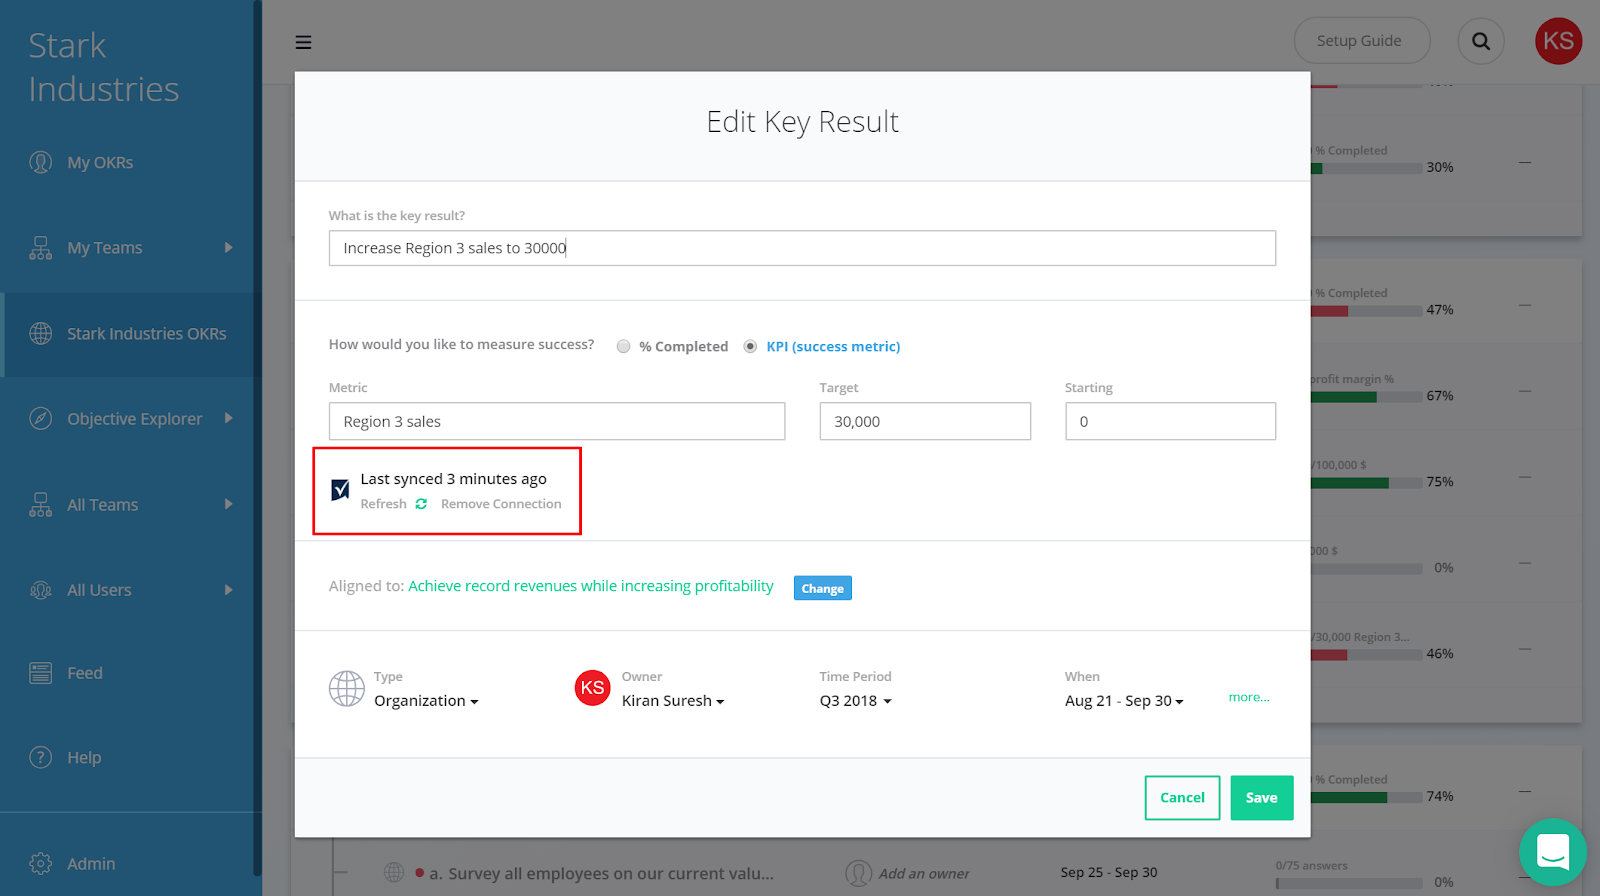 Stark
Industries
Setup Guide
KS
My OKRs
My Teams
Stark Industries OKRs
Objective Explorer
All Teams
All Users
Feed
Help
Admin
Edit Key Result
What is the key result?
Increase Region 3 sales to 30000
How would you like to measure success?
% Completed
KPI (success metric)
Metric
Target
Starting
Region 3 sales
30,000
0
Last synced 3 minutes ago
Refresh
Remove Connection
Aligned to: Achieve record revenues while increasing profitability
Change
Type
Organization
KS
Owner
Kiran Suresh
Time Period
Q3 2018
When
Aug 21 - Sep 30
more...
Cancel
Save
% Completed
30%
% Completed
47%
profit margin %
67%
/100,000 $
75%
000 $
0%
/30,000 Region 3...
46%
% Completed
74%
a. Survey all employees on our current valu...
Add an owner
Sep 25 - Sep 30
0/75 answers
0%